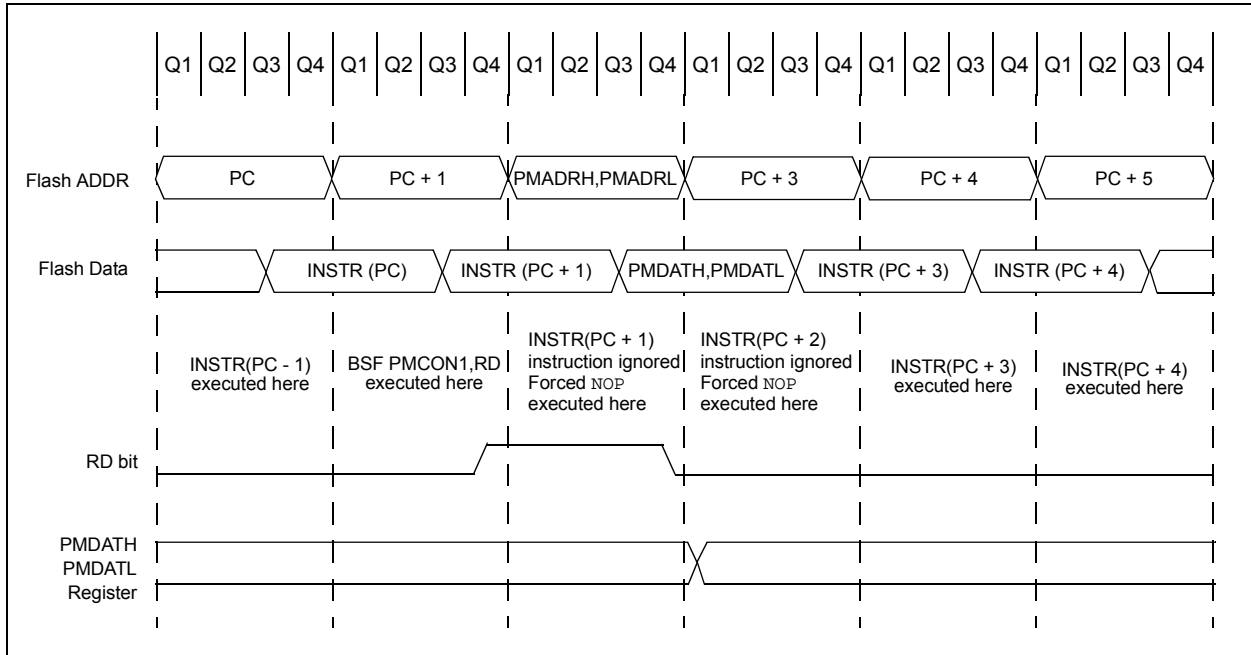 Q1 Q2 Q3 Q4 Q1 Q2 Q3 Q4 Q1 Q2 Q3 Q4 Q1 Q2 Q3 Q4 Q1 Q2 Q3 Q4 Q1 Q2 Q3 Q4
Flash ADDR PC PC + 1 PMADRH,PMADRL PC + 3 PC + 4 PC + 5
Flash Data INSTR (PC) INSTR (PC + 1) PMDATH,PMDATL INSTR (PC + 3) INSTR (PC + 4)
INSTR(PC - 1)
executed here
BSF PMCON1,RD
executed here
INSTR(PC + 1)
instruction ignored
Forced NOP
executed here
INSTR(PC + 2)
instruction ignored
Forced NOP
executed here
INSTR(PC + 3)
executed here
INSTR(PC + 4)
executed here
RD bit
PMDATH
PMDATL
Register